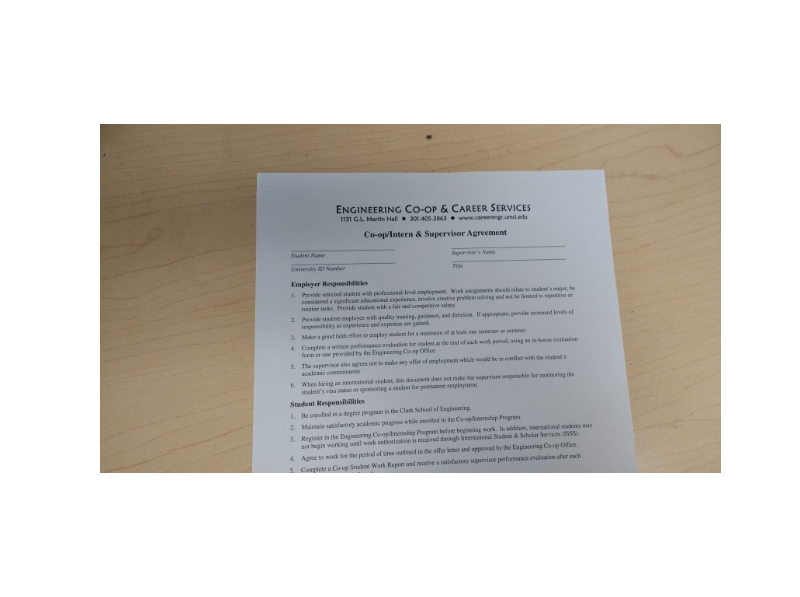 ENGINEERING CO-OP & CAREER SERVICES
1131 G.L. Martin Hall ● 301.405.3863 ● www.careerengr.umd.edu
Co-op/Intern & Supervisor Agreement
Student Name
Supervisor's Name
University ID Number
Title
Employer Responsibilities
1. Provide selected student with professional-level employment. Work assignments should relate to student's major, be
considered a significant educational experience, involve creative problem solving and not be limited to repetitive or
routine tasks. Provide student with a fair and competitive salary.
2. Provide student employee with quality training, guidance, and direction. If appropriate, provide increased levels of
responsibility as experience and expertise are gained.
3. Make a good faith effort to employ student for a minimum of at least one semester or summer.
4. Complete a written performance evaluation for student at the end of each work period, using an in-house evaluation
form or one provided by the Engineering Co-op Office.
5. The supervisor also agrees not to make any offer of employment which would be in conflict with the student's
academic commitments.
6. When hiring an international student, this document does not make the supervisor responsible for monitoring the
student's visa status or sponsoring a student for permanent employment.
Student Responsibilities
1. Be enrolled in a degree program in the Clark School of Engineering.
2. Maintain satisfactory academic progress while enrolled in the Co-op/Internship Program.
3. Register in the Engineering Co-op/Internship Program before beginning work. In addition, international students may
not begin working until work authorization is received through International Student & Scholar Services (ISSS).
4. Agree to work for the period of time outlined in the offer letter and approved by the Engineering Co-op Office.
5. Complete a Co-op Student Work Report and receive a satisfactory supervisor performance evaluation after each